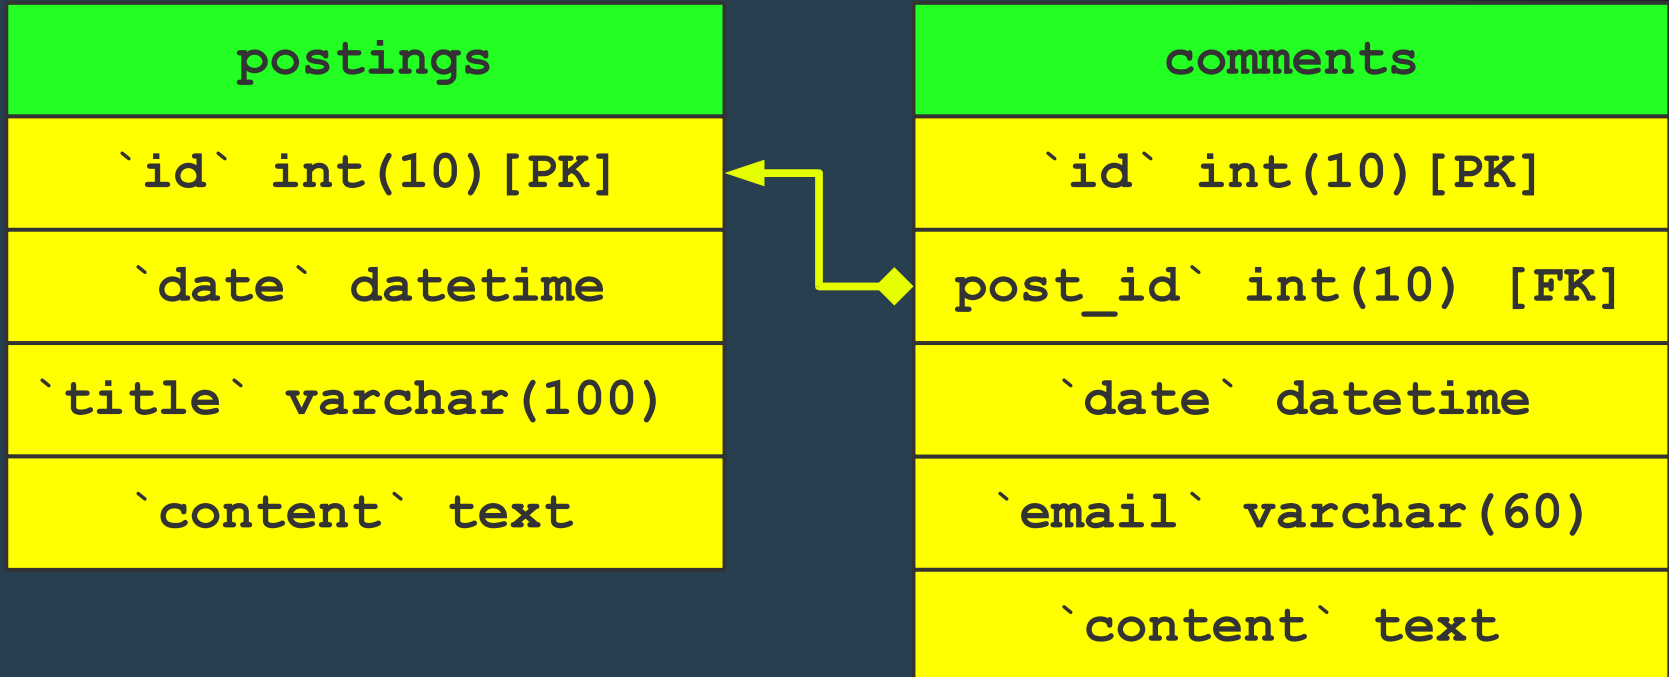 postings
`id` int(10)[PK]
`date` datetime
`title` varchar(100)
`content` text
comments
`id` int(10)[PK]
post_id` int(10) [FK]
`date` datetime
`email` varchar(60)
`content` text